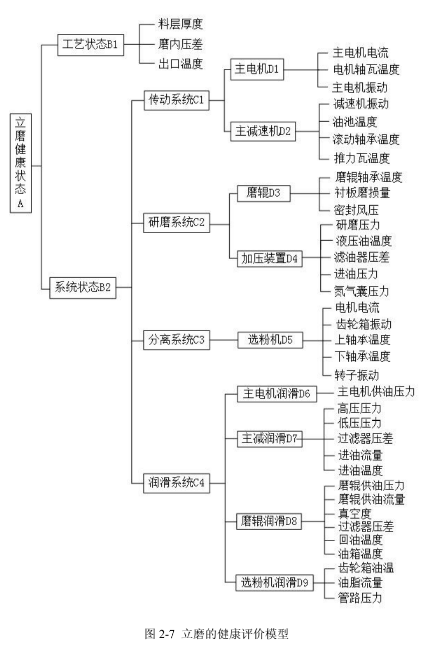 立磨健康状态A
工艺状态B1
料层厚度
磨内压差
出口温度
系统状态B2
传动系统C1
主电机D1
主电机电流
电机轴瓦温度
主电机振动
主减速机D2
减速机振动
油池温度
滚动轴承温度
推力瓦温度
研磨系统C2
磨辊D3
磨辊轴承温度
衬板磨损量
密封风压
加压装置D4
研磨压力
液压油温度
滤油器压差
进油压力
氮气囊压力
分离系统C3
选粉机D5
电机电流
齿轮箱振动
上轴承温度
下轴承温度
转子振动
润滑系统C4
主电机润滑D6
主电机供油压力
主减润滑D7
高压压力
低压压力
过滤器压差
进油流量
进油温度
磨辊润滑D8
磨辊供油压力
磨辊供油流量
真空度
过滤器压差
回油温度
油箱温度
选粉机润滑D9
齿轮箱油温
油脂流量
管路压力
图 2-7 立磨的健康评价模型